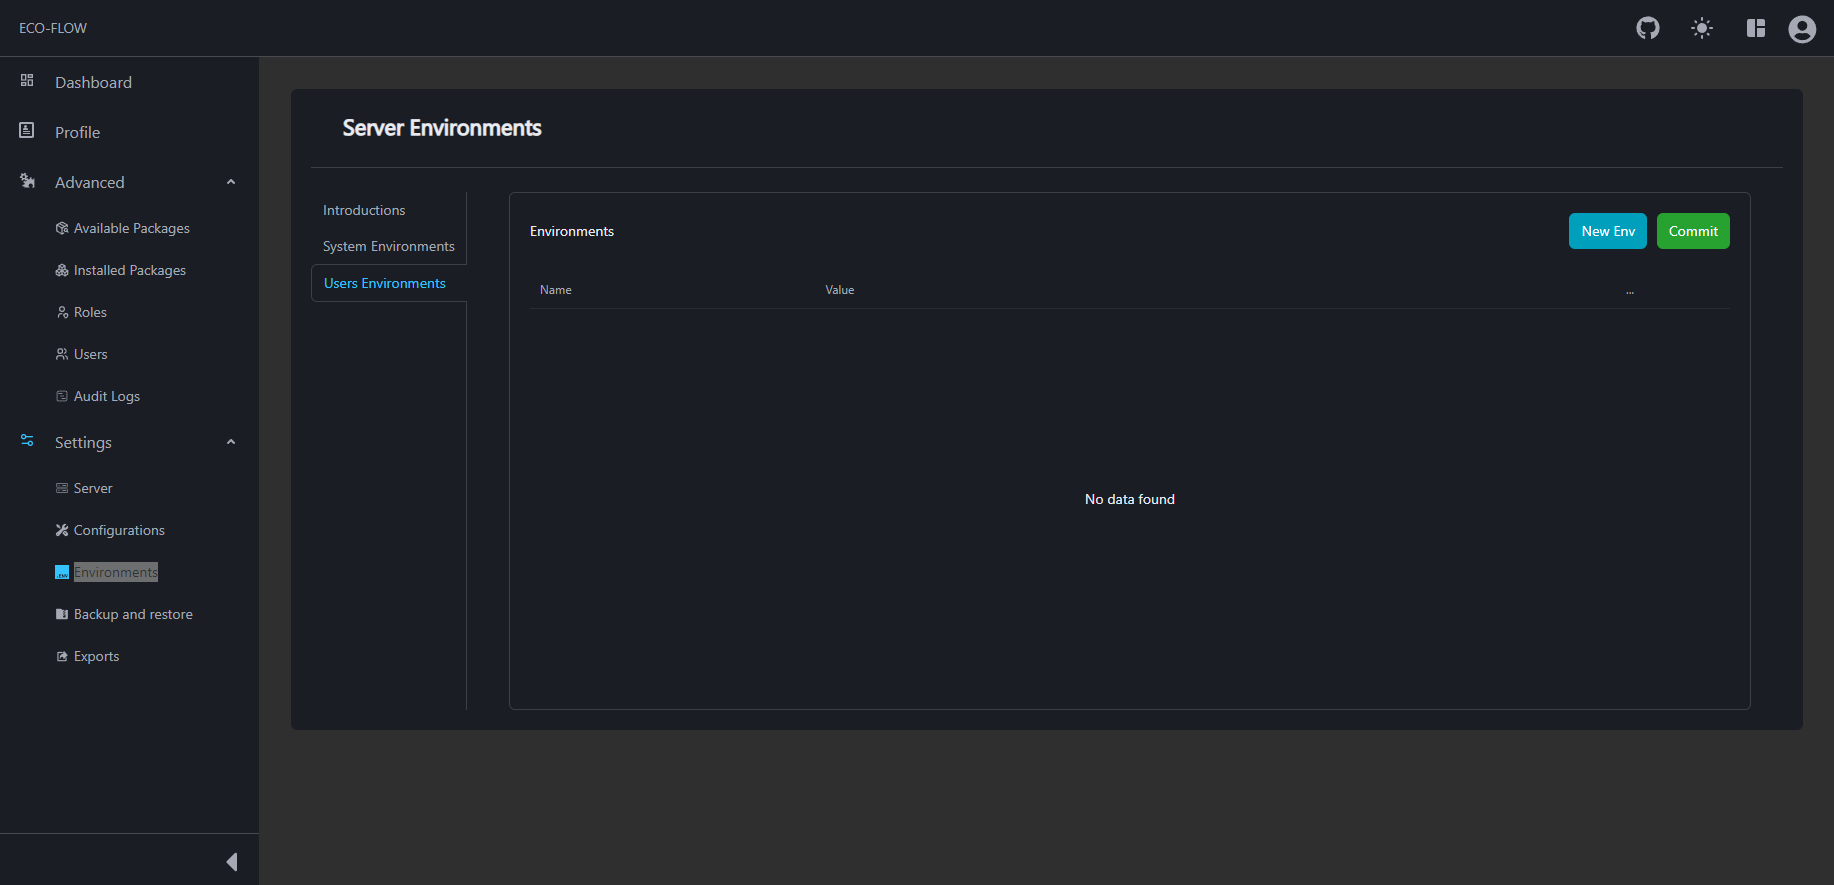 ECO-FLOW
Dashboard
Profile
Advanced
Available Packages
Installed Packages
Roles
Users
Audit Logs
Settings
Server
Configurations
.ENV Environments
Backup and restore
Exports
Server Environments
Introductions
System Environments
Users Environments
Environments
New Env
Commit
Name Value ...
No data found